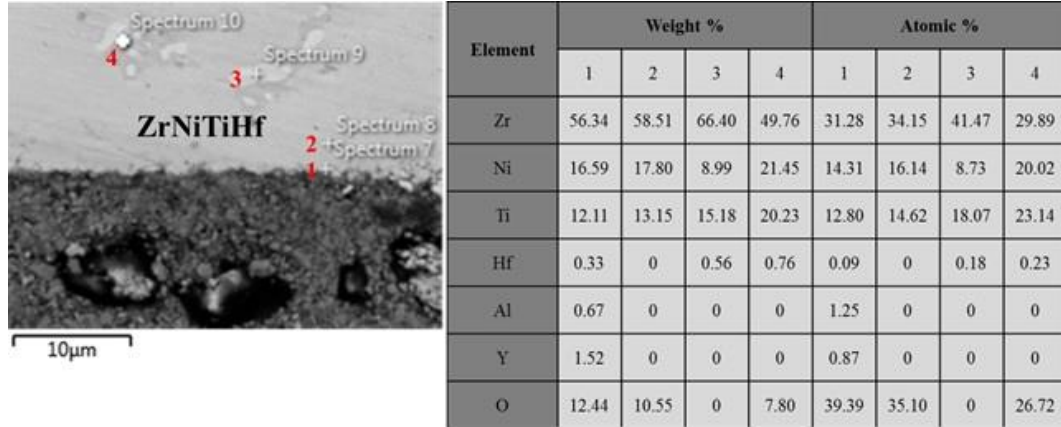 Spectrum 10
4
Spectrum 9
3
ZrNiTiHf
Spectrum 8
2
Spectrum 7
1
10µm
Element Weight % Atomic %
1 2 3 4 1 2 3 4
Zr 56.34 58.51 66.40 49.76 31.28 34.15 41.47 29.89
Ni 16.59 17.80 8.99 21.45 14.31 16.14 8.73 20.02
Ti 12.11 13.15 15.18 20.23 12.80 14.62 18.07 23.14
Hf 0.33 0 0.56 0.76 0.09 0 0.18 0.23
Al 0.67 0 0 0 1.25 0 0 0
Y 1.52 0 0 0 0.87 0 0 0
O 12.44 10.55 0 7.80 39.39 35.10 0 26.72